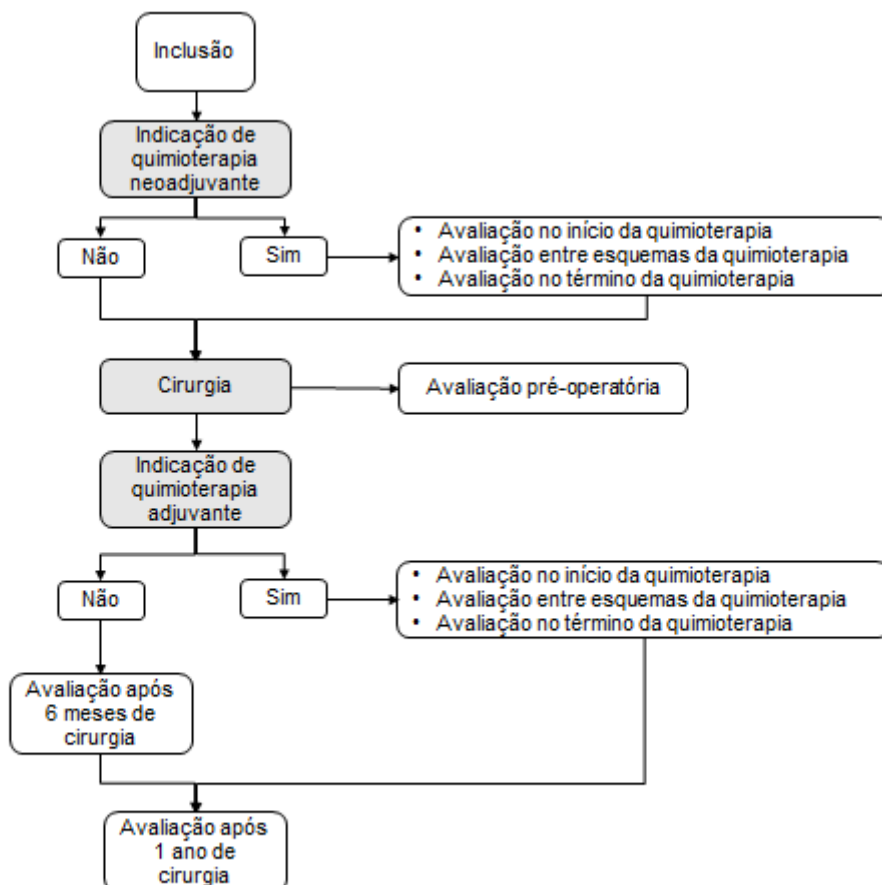 Inclusão
Indicação de
quimioterapia
neoadjuvante
Não
Sim
• Avaliação no início da quimioterapia
• Avaliação entre esquemas da quimioterapia
• Avaliação no término da quimioterapia
Cirurgia
Avaliação pré-operatória
Indicação de
quimioterapia
adjuvante
Não
Sim
• Avaliação no início da quimioterapia
• Avaliação entre esquemas da quimioterapia
• Avaliação no término da quimioterapia
Avaliação após
6 meses de
cirurgia
Avaliação após
1 ano de
cirurgia